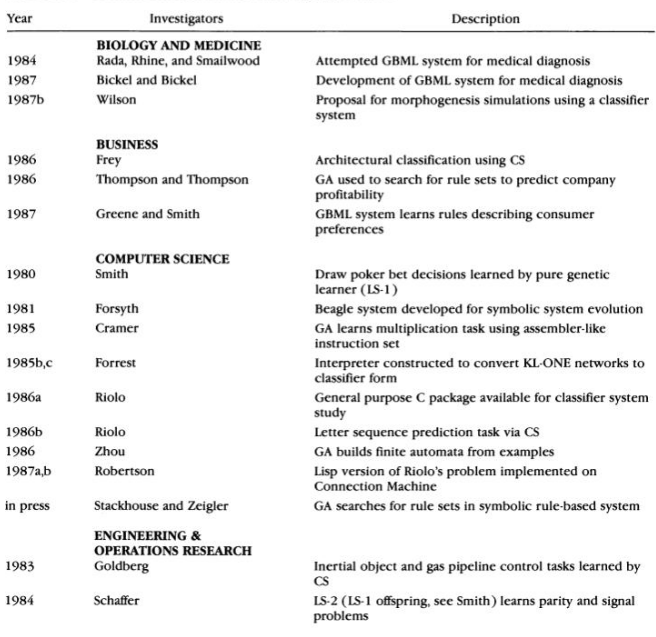 Year Investigators Description
BIOLOGY AND MEDICINE
1984 Rada, Rhine, and Smailwood Attempted GBML system for medical diagnosis
1987 Bickel and Bickel Development of GBML system for medical diagnosis
1987b Wilson Proposal for morphogenesis simulations using a classifier
system
BUSINESS
1986 Frey Architectural classification using CS
1986 Thompson and Thompson GA used to search for rule sets to predict company
profitability
1987 Greene and Smith GBML system learns rules describing consumer
preferences
COMPUTER SCIENCE
1980 Smith Draw poker bet decisions learned by pure genetic
learner (LS-1)
1981 Forsyth Beagle system developed for symbolic system evolution
1985 Cramer GA learns multiplication task using assembler-like
instruction set
1985b,c Forrest Interpreter constructed to convert KL-ONE networks to
classifier form
1986a Riolo General purpose C package available for classifier system
study
1986b Riolo Letter sequence prediction task via CS
1986 Zhou GA builds finite automata from examples
1987a,b Robertson Lisp version of Riolo's problem implemented on
Connection Machine
in press Stackhouse and Zeigler GA searches for rule sets in symbolic rule-based system
ENGINEERING &
OPERATIONS RESEARCH
1983 Goldberg Inertial object and gas pipeline control tasks learned by
CS
1984 Schaffer LS-2 (LS-1 offspring, see Smith) learns parity and signal
problems